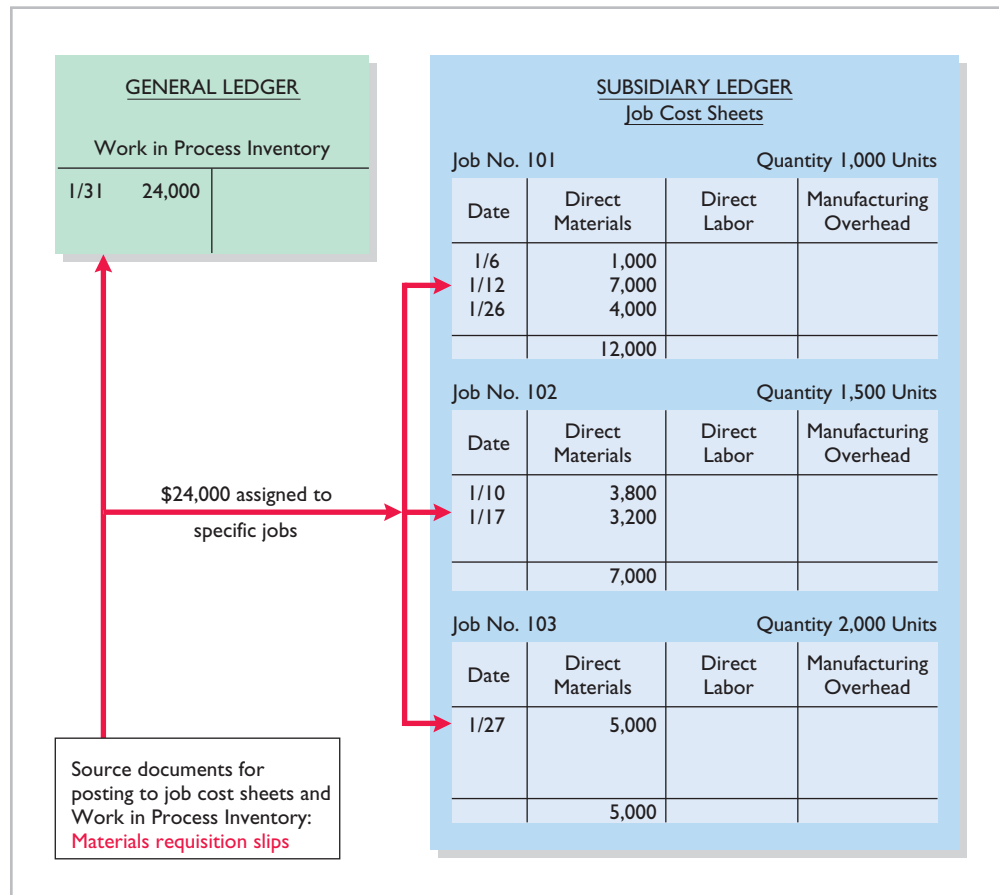 GENERAL LEDGER
Work in Process Inventory
1/31 24,000
SUBSIDIARY LEDGER
Job Cost Sheets
Job No. 101 Quantity 1,000 Units
Date Direct Materials Direct Labor Manufacturing Overhead
1/6 1,000
1/12 7,000
1/26 4,000
12,000
Job No. 102 Quantity 1,500 Units
Date Direct Materials Direct Labor Manufacturing Overhead
1/10 3,800
1/17 3,200
7,000
Job No. 103 Quantity 2,000 Units
Date Direct Materials Direct Labor Manufacturing Overhead
1/27 5,000
5,000
$24,000 assigned to
specific jobs
Source documents for
posting to job cost sheets and
Work in Process Inventory:
Materials requisition slips